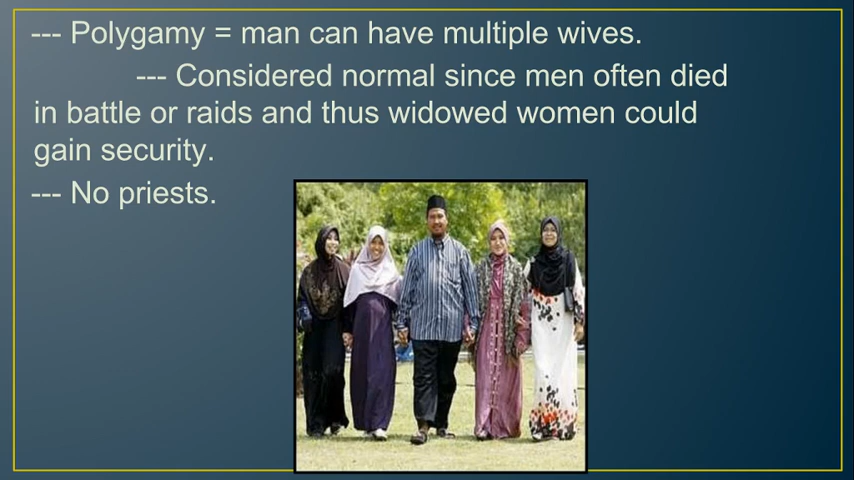 --- Polygamy = man can have multiple wives.
--- Considered normal since men often died
in battle or raids and thus widowed women could
gain security.
--- No priests.